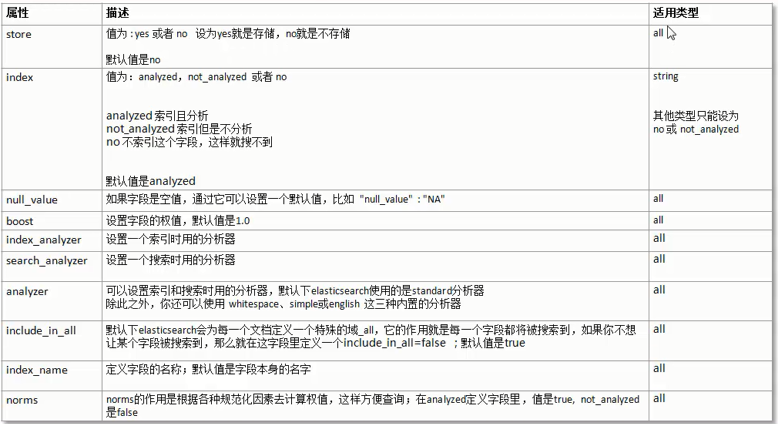 属性 描述 适用类型
store 值为 :yes 或者 no 设为yes就是存储，no就是不存储 all
默认值是no
index 值为：analyzed，not_analyzed 或者 no string
analyzed 索引且分析 其他类型只能设为
not_analyzed 索引但是不分析 no 或 not_analyzed
no 不索引这个字段，这样就搜不到
默认值是analyzed
null_value 如果字段是空值，通过它可以设置一个默认值，比如 "null_value" : "NA" all
boost 设置字段的权值，默认值是1.0 all
index_analyzer 设置一个索引时用的分析器 all
search_analyzer 设置一个搜索时用的分析器 all
analyzer 可以设置索引和搜索时用的分析器，默认下elasticsearch使用的是standard分析器 all
除此之外，你还可以使用 whitespace、simple或english 这三种内置的分析器
include_in_all 默认下elasticsearch会为每一个文档定义一个特殊的域_all，它的作用就是每一个字段都将被搜索到，如果你不想 all
让某个字段被搜索到，那么就在这字段里定义一个include_in_all=false ；默认值是true
index_name 定义字段的名称；默认值是字段本身的名字 all
norms norms的作用是根据各种规范化因素去计算权值，这样方便查询；在analyzed定义字段里，值是true, not_analyzed all
是false